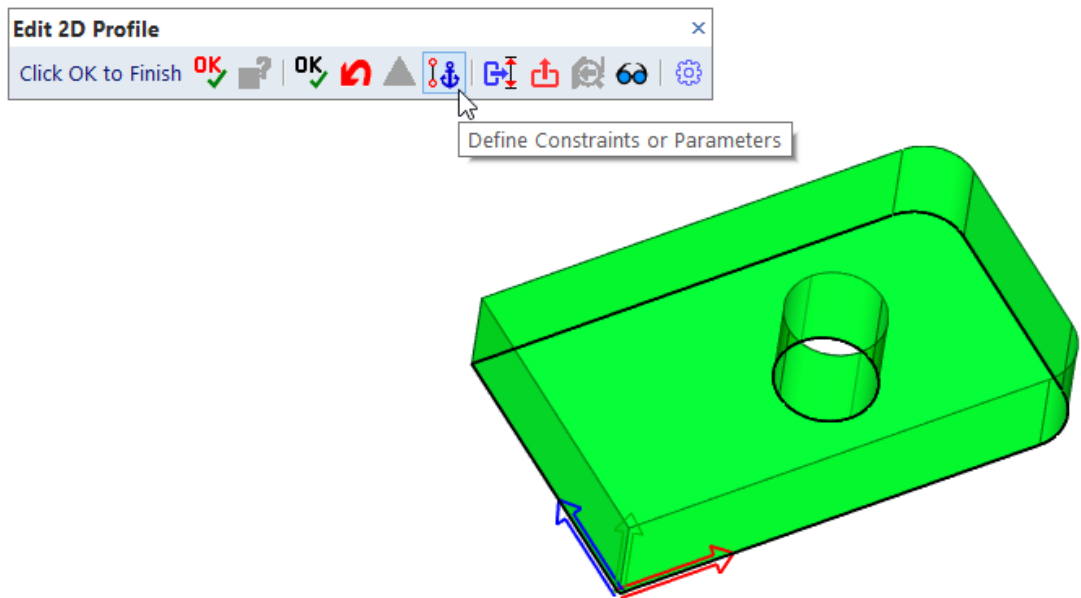 Edit 2D Profile
Click OK to Finish OK ? OK
Define Constraints or Parameters